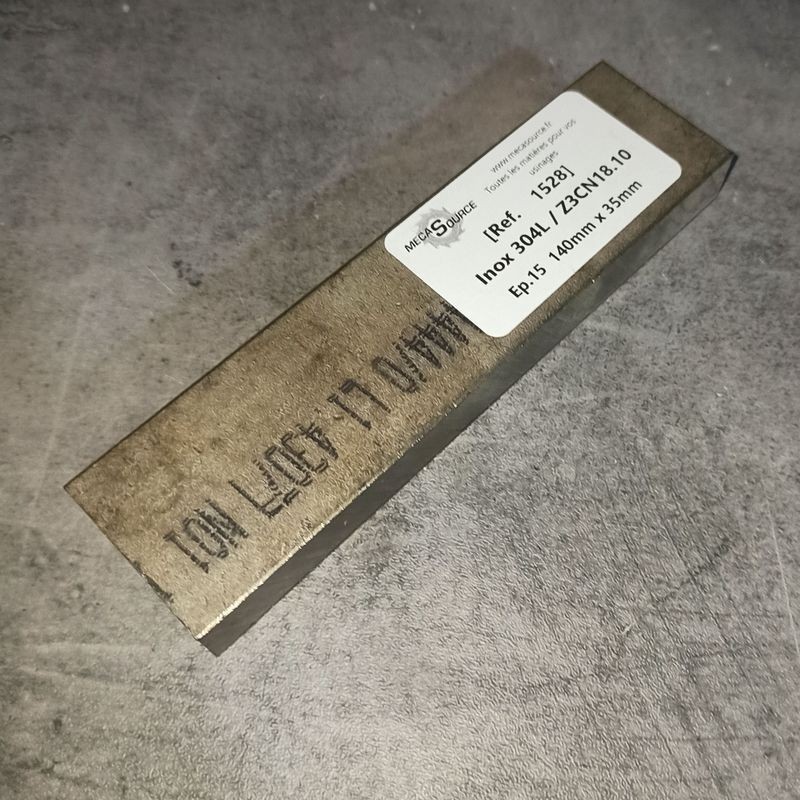 www.mecasource.fr
Toutes les matières pour vos
usinages
MECASOURCE
[Ref. 1528]
Inox 304L / Z3CN18.10
Ep.15 140mm x 35mm